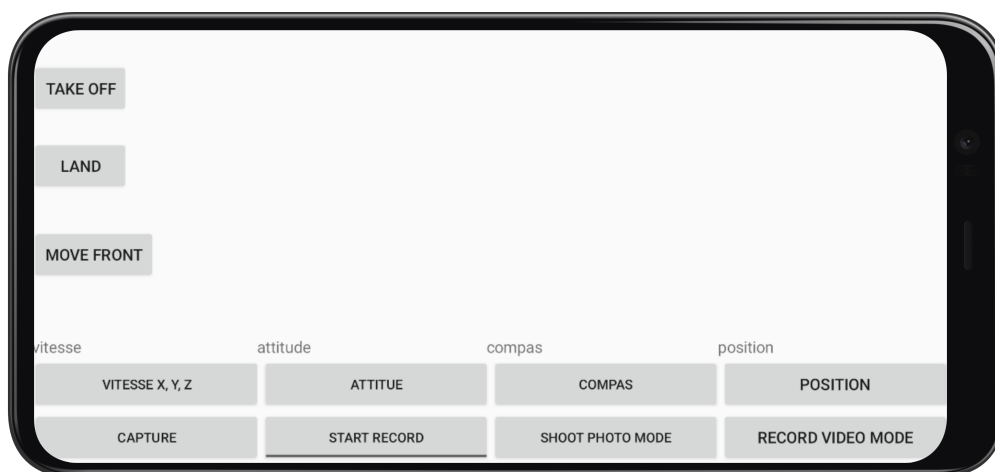 TAKE OFF
LAND
MOVE FRONT
vitesse attitude compas position
VITESSE X, Y, Z ATTITUE COMPAS POSITION
CAPTURE START RECORD SHOOT PHOTO MODE RECORD VIDEO MODE